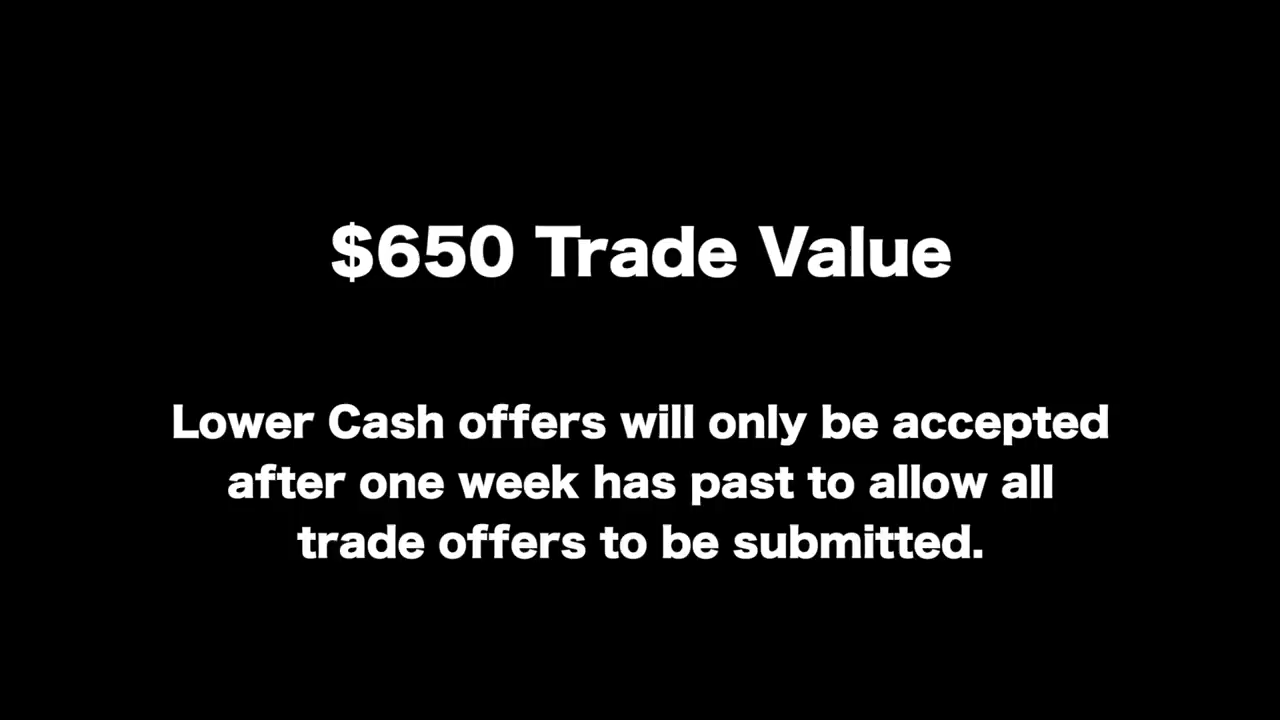 $650 Trade Value
Lower Cash offers will only be accepted
after one week has past to allow all
trade offers to be submitted.